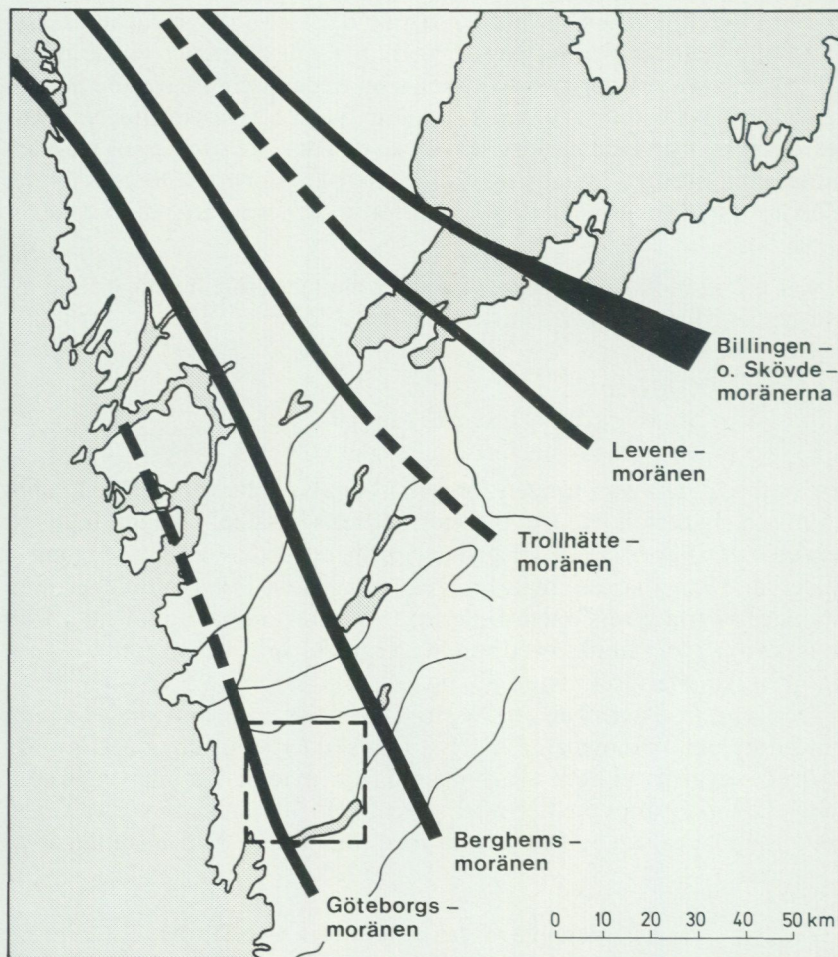 Billingen –
o. Skövde –
moränerna
Levene –
moränen
Trollhätte –
moränen
Berghems –
moränen
Göteborgs –
moränen
0 10 20 30 40 50 km